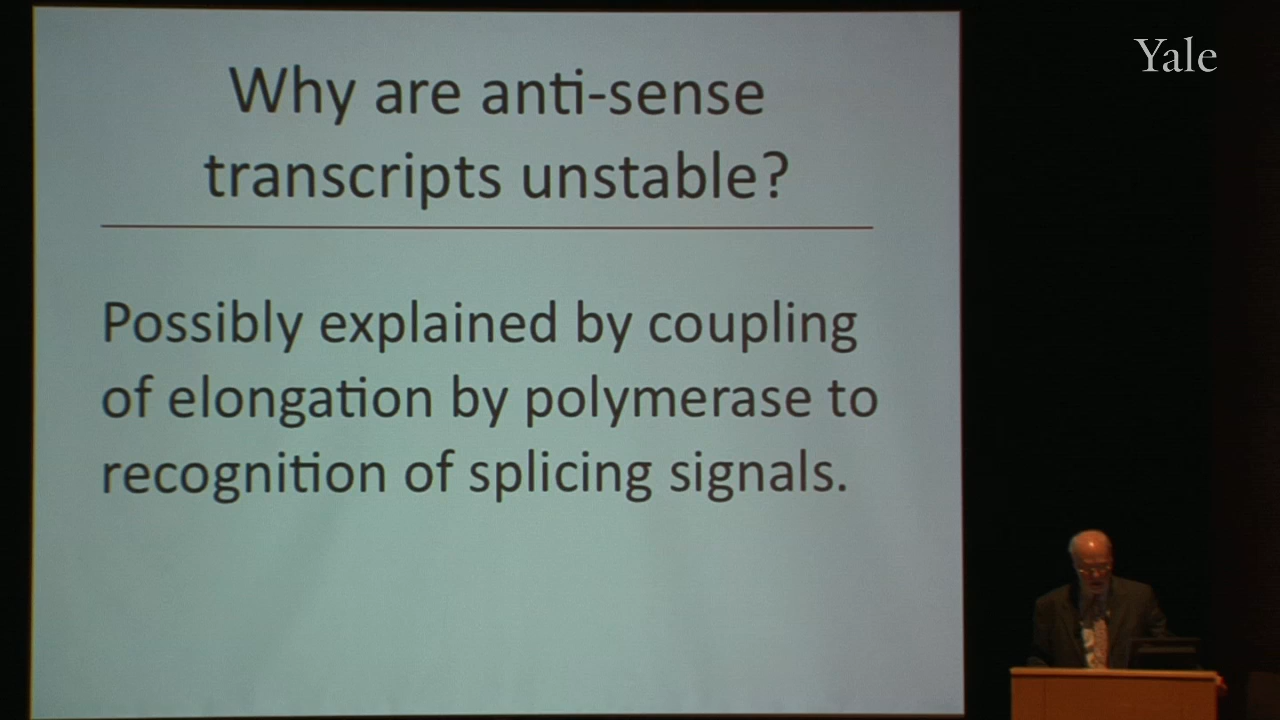 Yale
Why are anti-sense
transcripts unstable?
Possibly explained by coupling
of elongation by polymerase to
recognition of splicing signals.